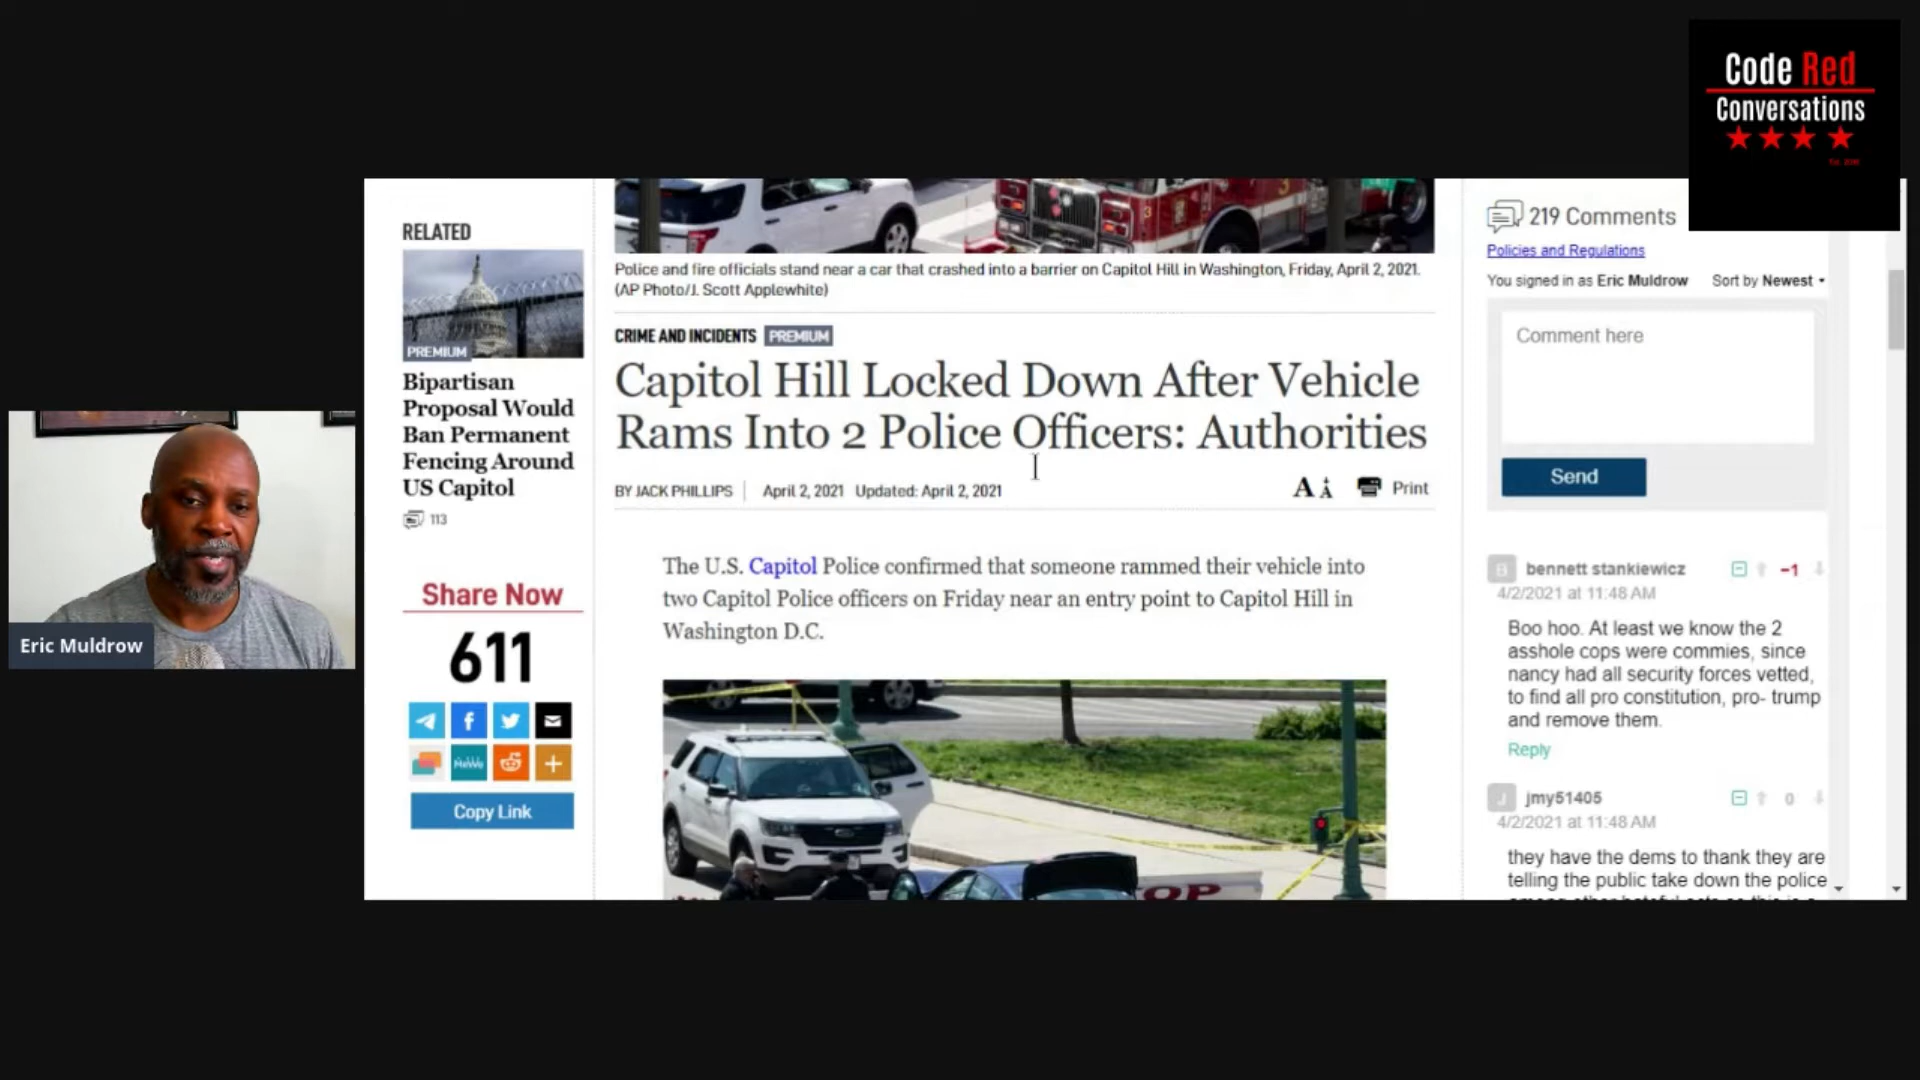 Code Red
Conversations
RELATED
PREMIUM
Bipartisan
Proposal Would
Ban Permanent
Fencing Around
US Capitol
113
Share Now
611
MeWe
Copy Link
Eric Muldrow
Police and fire officials stand near a car that crashed into a barrier on Capitol Hill in Washington, Friday, April 2, 2021.
(AP Photo/J. Scott Applewhite)
CRIME AND INCIDENTS PREMIUM
Capitol Hill Locked Down After Vehicle
Rams Into 2 Police Officers: Authorities
BY JACK PHILLIPS April 2, 2021 Updated: April 2, 2021
A A Print
The U.S. Capitol Police confirmed that someone rammed their vehicle into
two Capitol Police officers on Friday near an entry point to Capitol Hill in
Washington D.C.
219 Comments
Policies and Regulations
You signed in as Eric Muldrow Sort by Newest
Comment here
Send
B bennett stankiewicz -1
4/2/2021 at 11:48 AM
Boo hoo. At least we know the 2
asshole cops were commies, since
nancy had all security forces vetted,
to find all pro constitution, pro- trump
and remove them.
Reply
J jmy51405 0
4/2/2021 at 11:48 AM
they have the dems to thank they are
telling the public take down the police